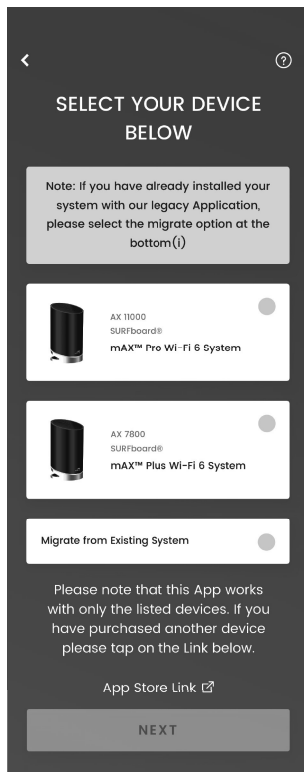 SELECT YOUR DEVICE
BELOW
Note: If you have already installed your
system with our legacy Application,
please select the migrate option at the
bottom(i)
AX 11000
SURFboard®
mAX™ Pro Wi-Fi 6 System
AX 7800
SURFboard®
mAX™ Plus Wi-Fi 6 System
Migrate from Existing System
Please note that this App works
with only the listed devices. If you
have purchased another device
please tap on the Link below.
App Store Link
NEXT